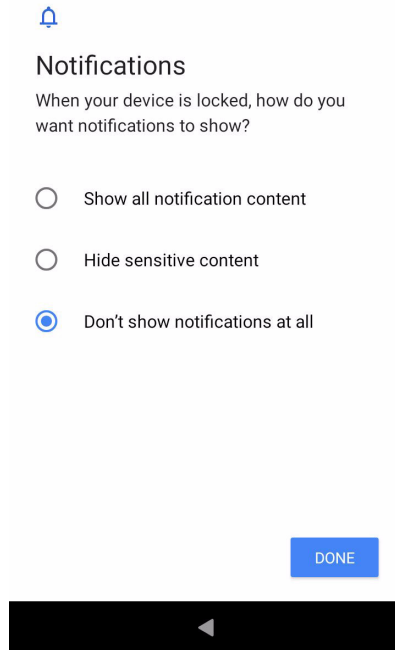 Notifications
When your device is locked, how do you
want notifications to show?
Show all notification content
Hide sensitive content
Don’t show notifications at all
DONE